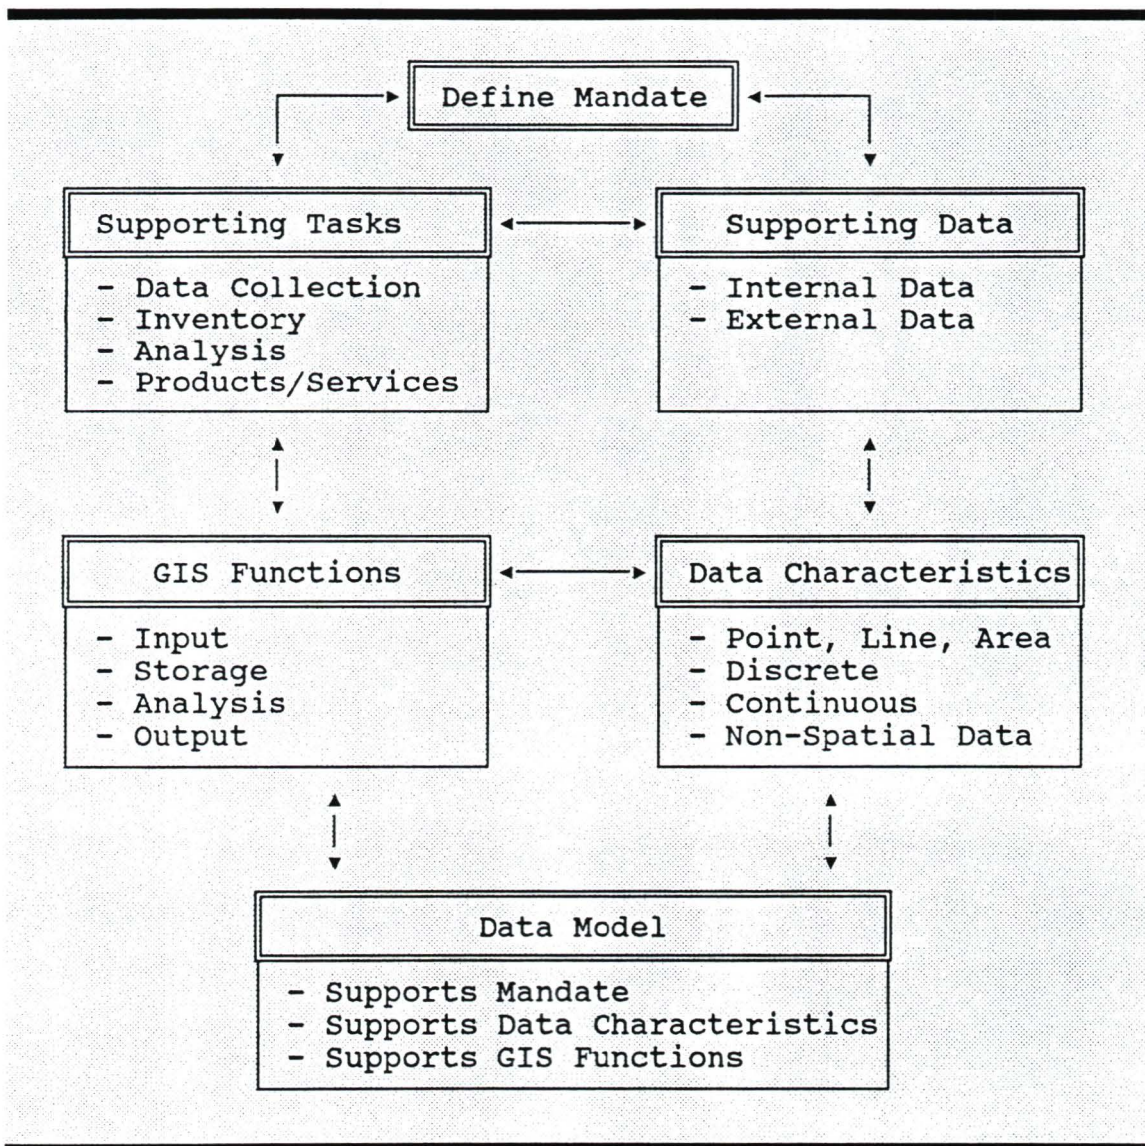 Define Mandate
Supporting Tasks
- Data Collection
- Inventory
- Analysis
- Products/Services
Supporting Data
- Internal Data
- External Data
GIS Functions
- Input
- Storage
- Analysis
- Output
Data Characteristics
- Point, Line, Area
- Discrete
- Continuous
- Non-Spatial Data
Data Model
- Supports Mandate
- Supports Data Characteristics
- Supports GIS Functions